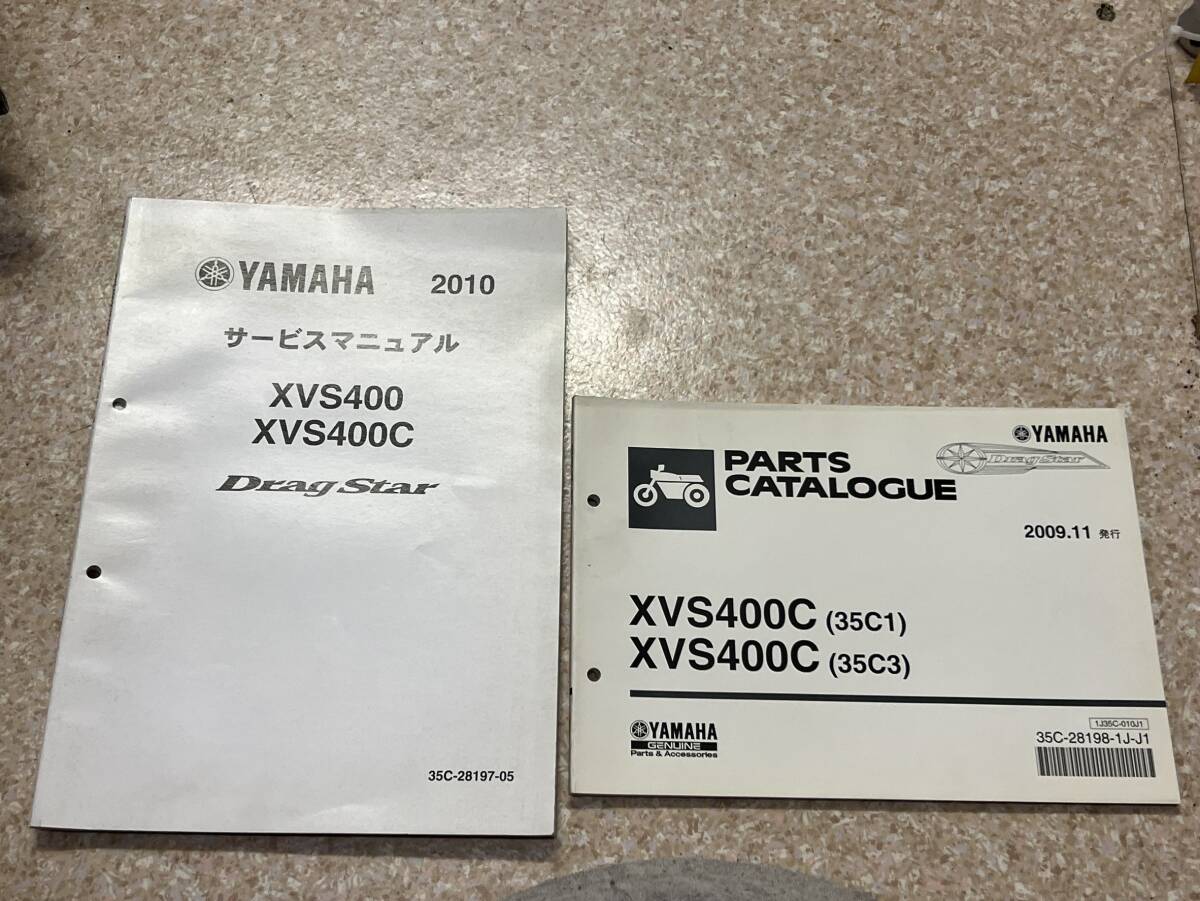 YAMAHA 2010
サービスマニュアル
XVS400
XVS400C
Drag Star
35C-28197-05
YAMAHA
Drag Star
PARTS
CATALOGUE
2009.11 発行
XVS400C (35C1)
XVS400C (35C3)
YAMAHA
GENUINE
Parts & Accessories
1J35C-010J1
35C-28198-1J-J1